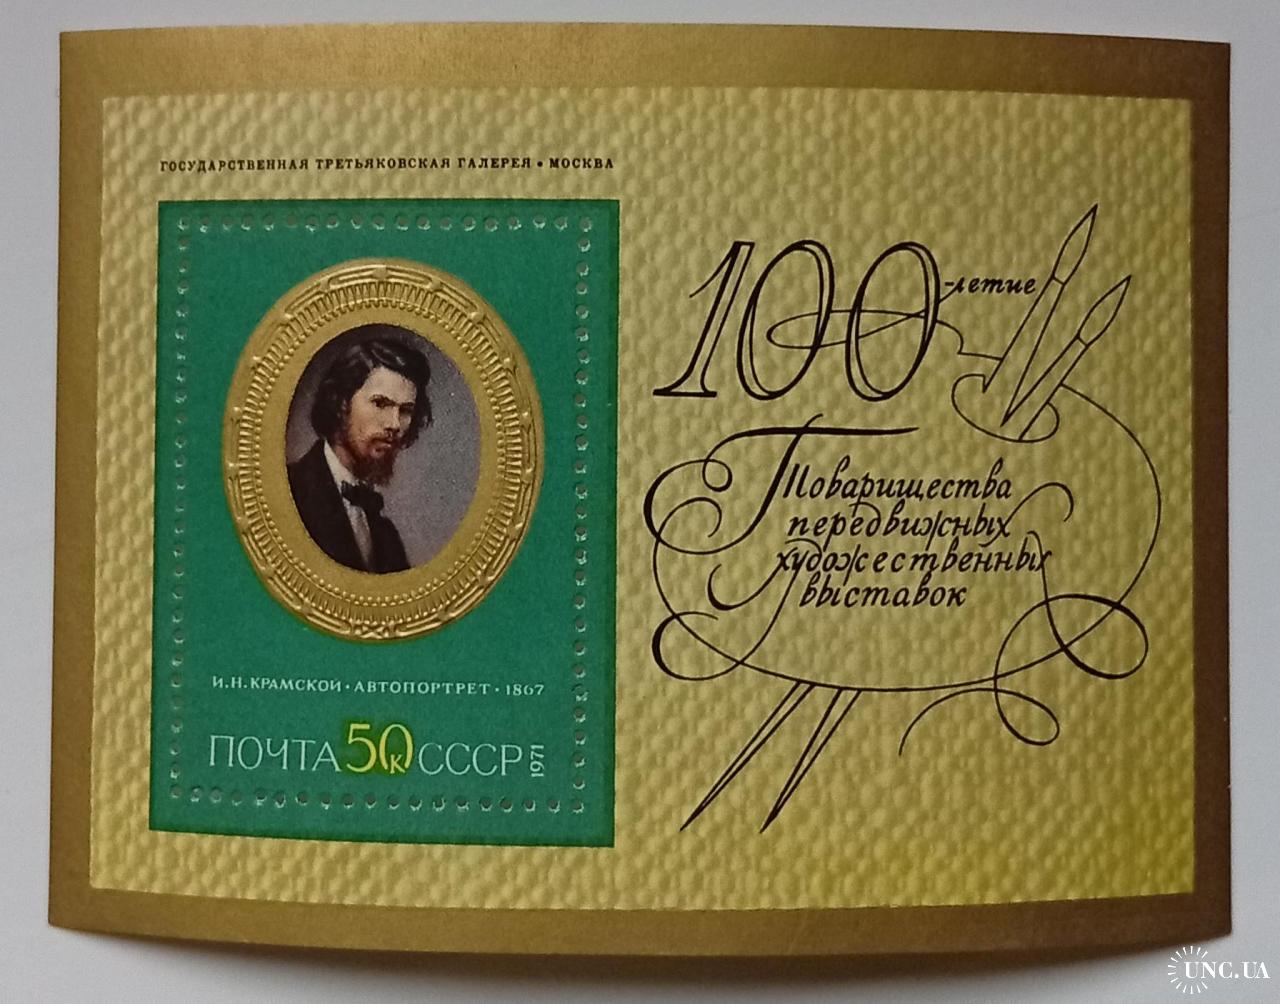 ГОСУДАРСТВЕННАЯ ТРЕТЬЯКОВСКАЯ ГАЛЕРЕЯ • МОСКВА
И.Н. КРАМСКОЙ · АВТОПОРТРЕТ · 1867
ПОЧТА 50К СССР 1971
100-летие
Товарищества
передвижных
художественных
выставок
UNC.UA